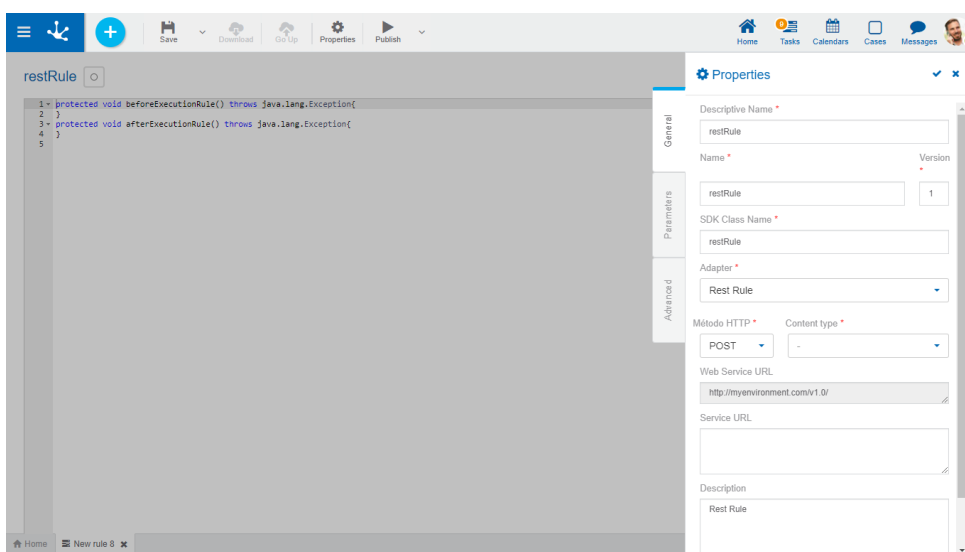 Save
Download
Go Up
Properties
Publish
Home
9
Tasks
Calendars
Cases
Messages
restRule
1 protected void beforeExecutionRule() throws java.lang.Exception{
2 }
3 protected void afterExecutionRule() throws java.lang.Exception{
4 }
5
General
Parameters
Advanced
Properties
Descriptive Name *
restRule
Name *
Version *
restRule
1
SDK Class Name *
restRule
Adapter *
Rest Rule
Método HTTP *
Content type *
POST
-
Web Service URL
http://myenvironment.com/v1.0/
Service URL
Description
Rest Rule
Home
New rule 8